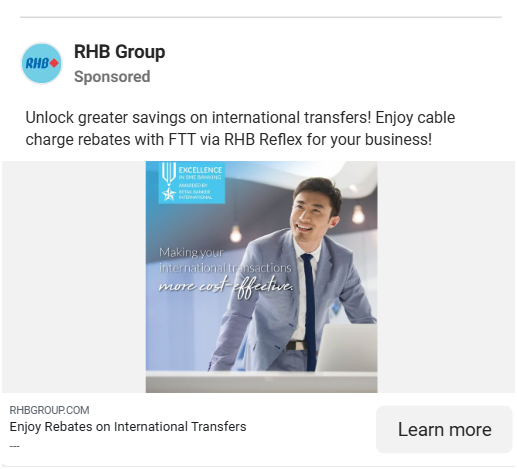 RHB
RHB Group
Sponsored
Unlock greater savings on international transfers! Enjoy cable
charge rebates with FTT via RHB Reflex for your business!
EXCELLENCE
IN SME BANKING
AWARDED BY
RETAIL BANKER
INTERNATIONAL
Making your
international transactions
more cost-effective.
RHBGROUP.COM
Enjoy Rebates on International Transfers
---
Learn more